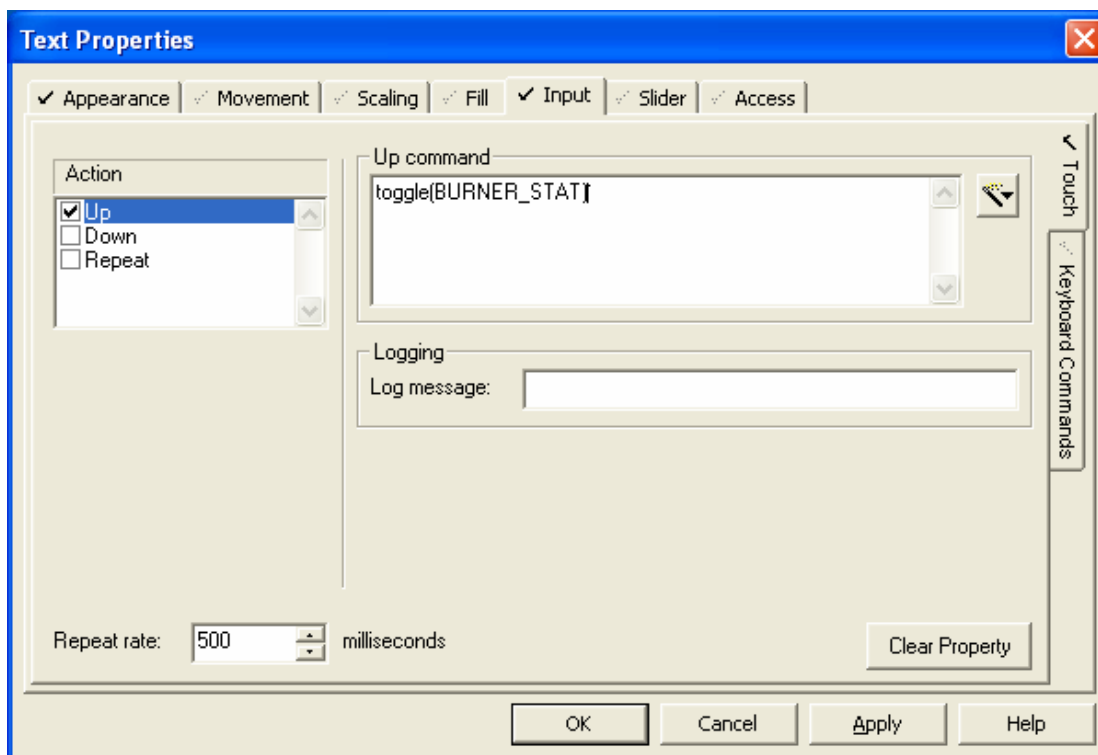 Text Properties
Appearance Movement Scaling Fill Input Slider Access
Action
Up
Down
Repeat
Up command
toggle(BURNER_STAT)
Logging
Log message:
Touch
Keyboard Commands
Repeat rate: 500 milliseconds
Clear Property
OK Cancel Apply Help